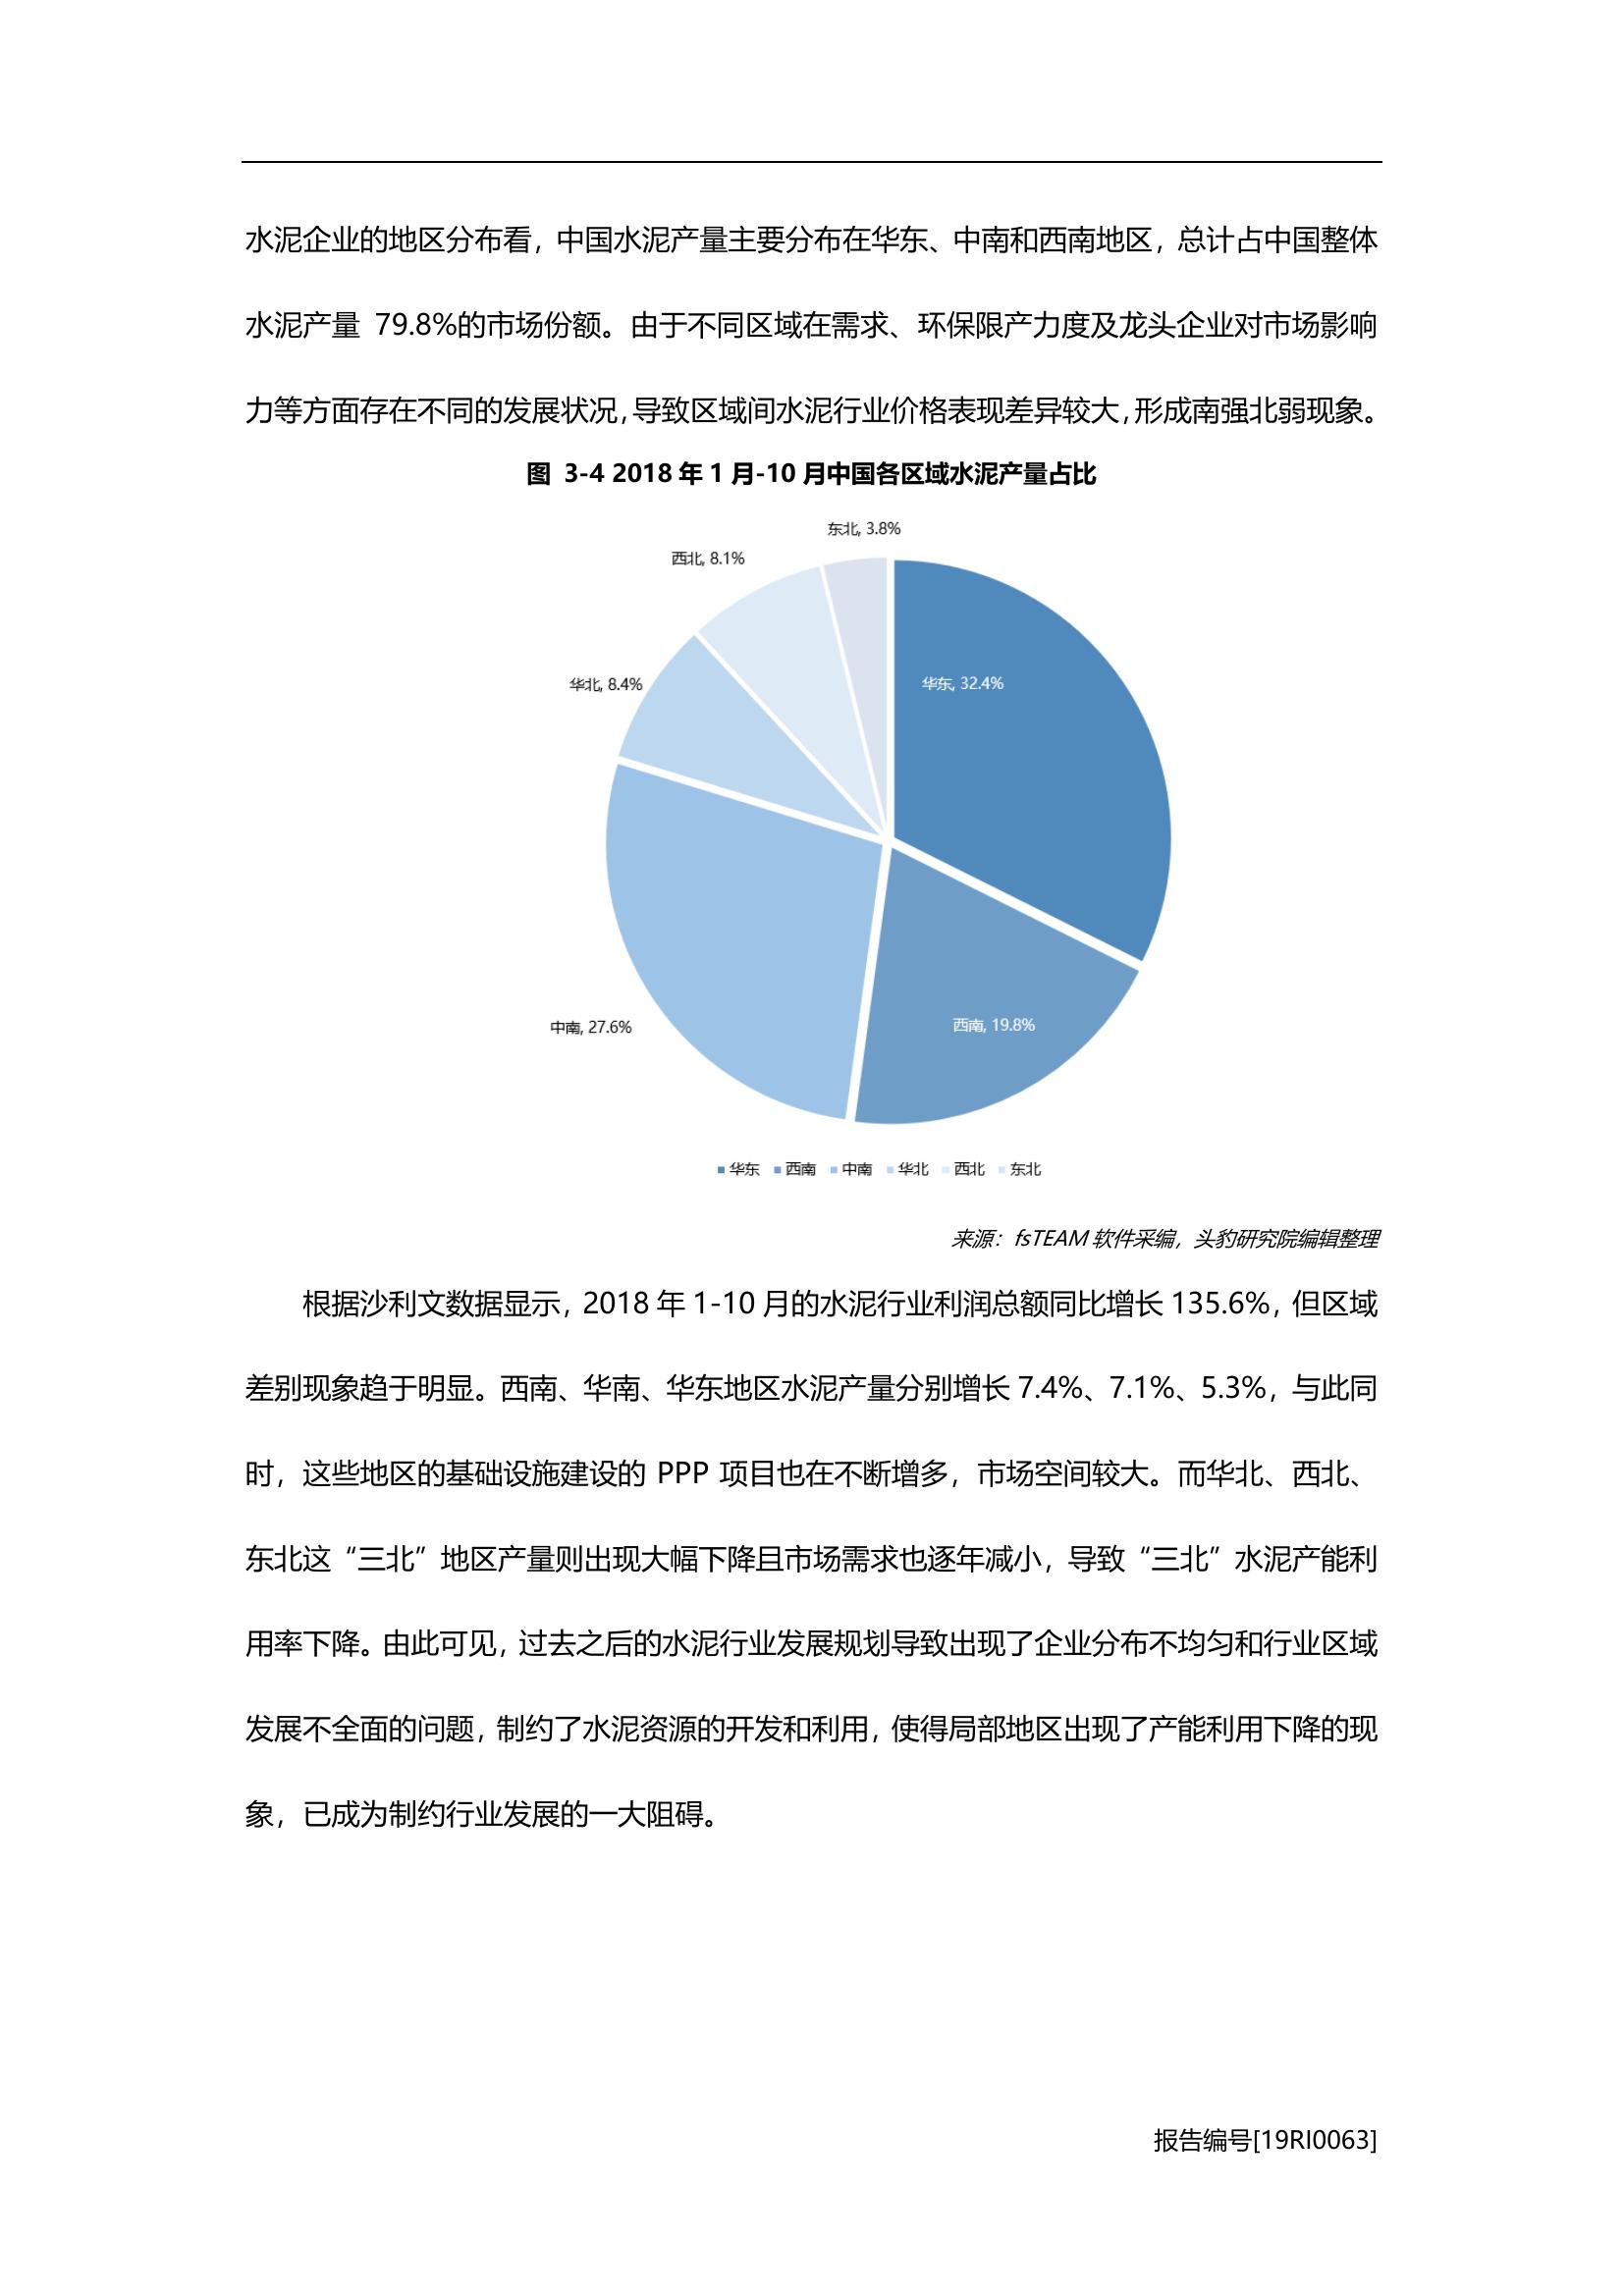 水泥企业的地区分布看，中国水泥产量主要分布在华东、中南和西南地区，总计占中国整体
水泥产量 79.8%的市场份额。由于不同区域在需求、环保限产力度及龙头企业对市场影响
力等方面存在不同的发展状况，导致区域间水泥行业价格表现差异较大，形成南强北弱现象。
图 3-4 2018 年 1 月-10 月中国各区域水泥产量占比
东北, 3.8%
西北, 8.1%
华北, 8.4%
华东, 32.4%
西南, 19.8%
中南, 27.6%
华东 西南 中南 华北 西北 东北
来源：fsTEAM 软件采编，头豹研究院编辑整理
根据沙利文数据显示，2018 年 1-10 月的水泥行业利润总额同比增长 135.6%，但区域
差别现象趋于明显。西南、华南、华东地区水泥产量分别增长 7.4%、7.1%、5.3%，与此同
时，这些地区的基础设施建设的 PPP 项目也在不断增多，市场空间较大。而华北、西北、
东北这“三北”地区产量则出现大幅下降且市场需求也逐年减小，导致“三北”水泥产能利
用率下降。由此可见，过去之后的水泥行业发展规划导致出现了企业分布不均匀和行业区域
发展不全面的问题，制约了水泥资源的开发和利用，使得局部地区出现了产能利用下降的现
象，已成为制约行业发展的一大阻碍。
报告编号[19RI0063]